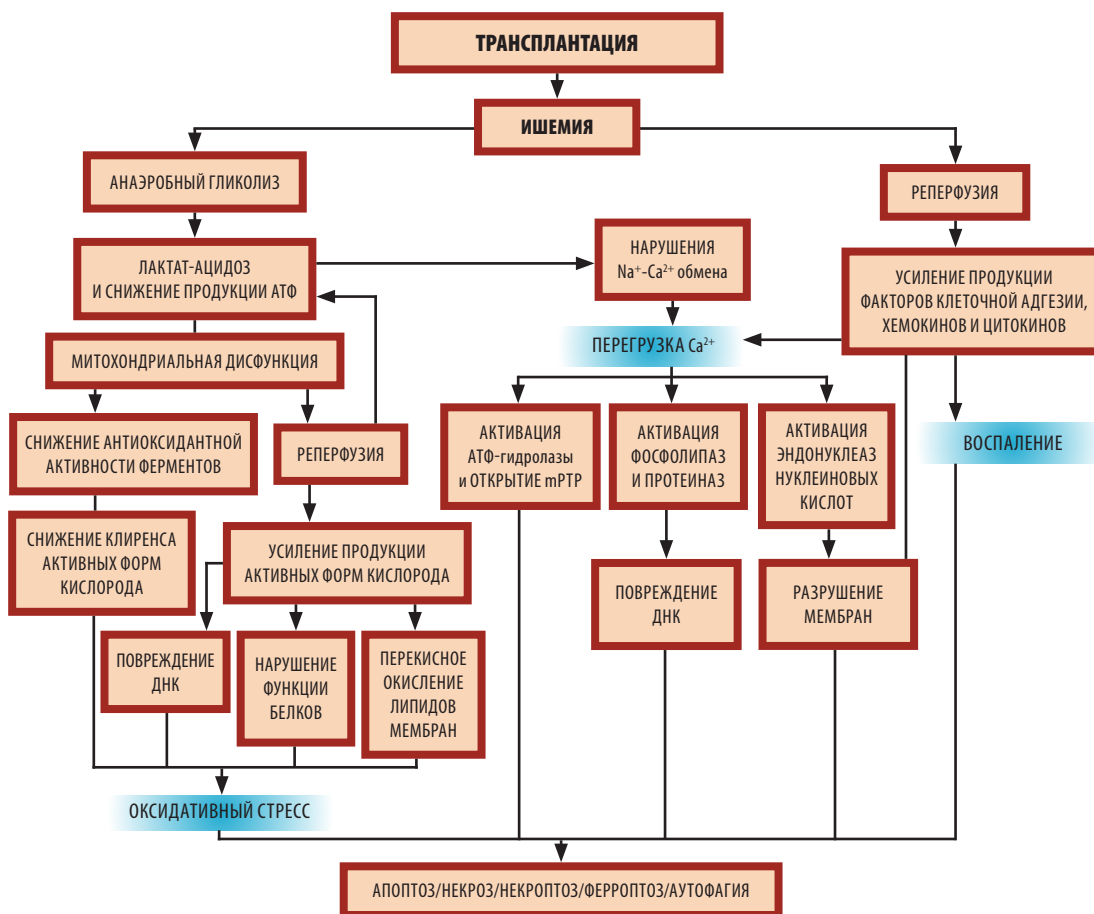 ТРАНСПЛАНТАЦИЯ
ИШЕМИЯ
АНАЭРОБНЫЙ ГЛИКОЛИЗ
РЕПЕРФУЗИЯ
ЛАКТАТ-АЦИДОЗ
И СНИЖЕНИЕ ПРОДУКЦИИ АТФ
НАРУШЕНИЯ
Na⁺-Ca²⁺ обмена
УСИЛЕНИЕ ПРОДУКЦИИ
ФАКТОРОВ КЛЕТОЧНОЙ АДГЕЗИИ,
ХЕМОКИНОВ И ЦИТОКИНОВ
МИТОХОНДРИАЛЬНАЯ ДИСФУНКЦИЯ
ПЕРЕГРУЗКА Ca²⁺
СНИЖЕНИЕ АНТИОКСИДАНТНОЙ
АКТИВНОСТИ ФЕРМЕНТОВ
РЕПЕРФУЗИЯ
АКТИВАЦИЯ
АТФ-гидролазы
и ОТКРЫТИЕ mPTP
АКТИВАЦИЯ
ФОСФОЛИПАЗ
И ПРОТЕИНАЗ
АКТИВАЦИЯ
ЭНДОНУКЛЕАЗ
НУКЛЕИНОВЫХ
КИСЛОТ
ВОСПАЛЕНИЕ
СНИЖЕНИЕ КЛИРЕНСА
АКТИВНЫХ ФОРМ
КИСЛОРОДА
УСИЛЕНИЕ ПРОДУКЦИИ
АКТИВНЫХ ФОРМ КИСЛОРОДА
ПОВРЕЖДЕНИЕ
ДНК
РАЗРУШЕНИЕ
МЕМБРАН
ПОВРЕЖДЕНИЕ
ДНК
НАРУШЕНИЕ
ФУНКЦИИ
БЕЛКОВ
ПЕРЕКИСНОЕ
ОКИСЛЕНИЕ
ЛИПИДОВ
МЕМБРАН
ОКСИДАТИВНЫЙ СТРЕСС
АПОПТОЗ/НЕКРОЗ/НЕКРОПТОЗ/ФЕРРОПТОЗ/АУТОФАГИЯ